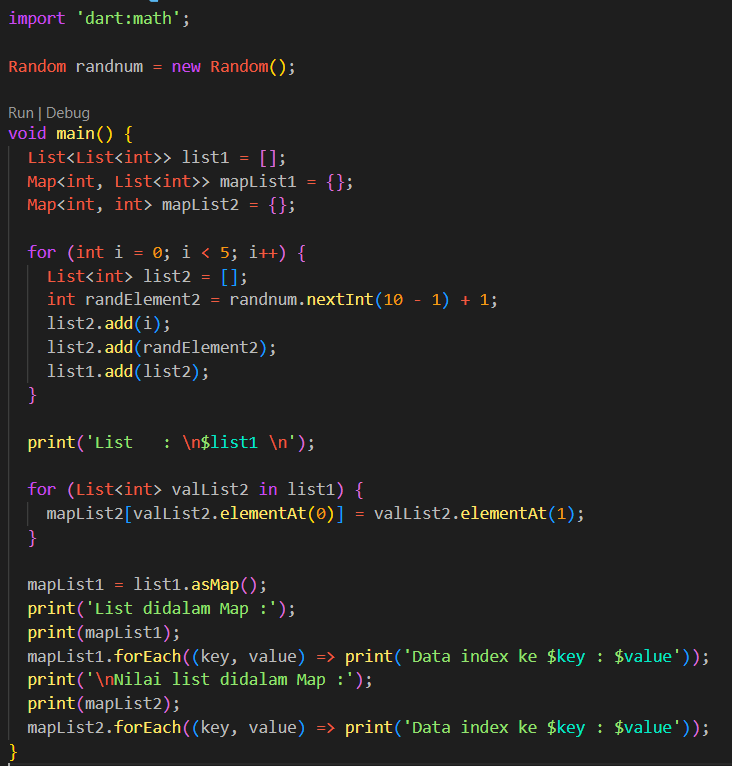 import 'dart:math';
Random randnum = new Random();
Run | Debug
void main() {
  List<List<int>> list1 = [];
  Map<int, List<int>> mapList1 = {};
  Map<int, int> mapList2 = {};
  for (int i = 0; i < 5; i++) {
    List<int> list2 = [];
    int randElement2 = randnum.nextInt(10 - 1) + 1;
    list2.add(i);
    list2.add(randElement2);
    list1.add(list2);
  }
  print('List   : \n$list1 \n');
  for (List<int> valList2 in list1) {
    mapList2[valList2.elementAt(0)] = valList2.elementAt(1);
  }
  mapList1 = list1.asMap();
  print('List didalam Map :');
  print(mapList1);
  mapList1.forEach((key, value) => print('Data index ke $key : $value'));
  print('\nNilai list didalam Map :');
  print(mapList2);
  mapList2.forEach((key, value) => print('Data index ke $key : $value'));
}